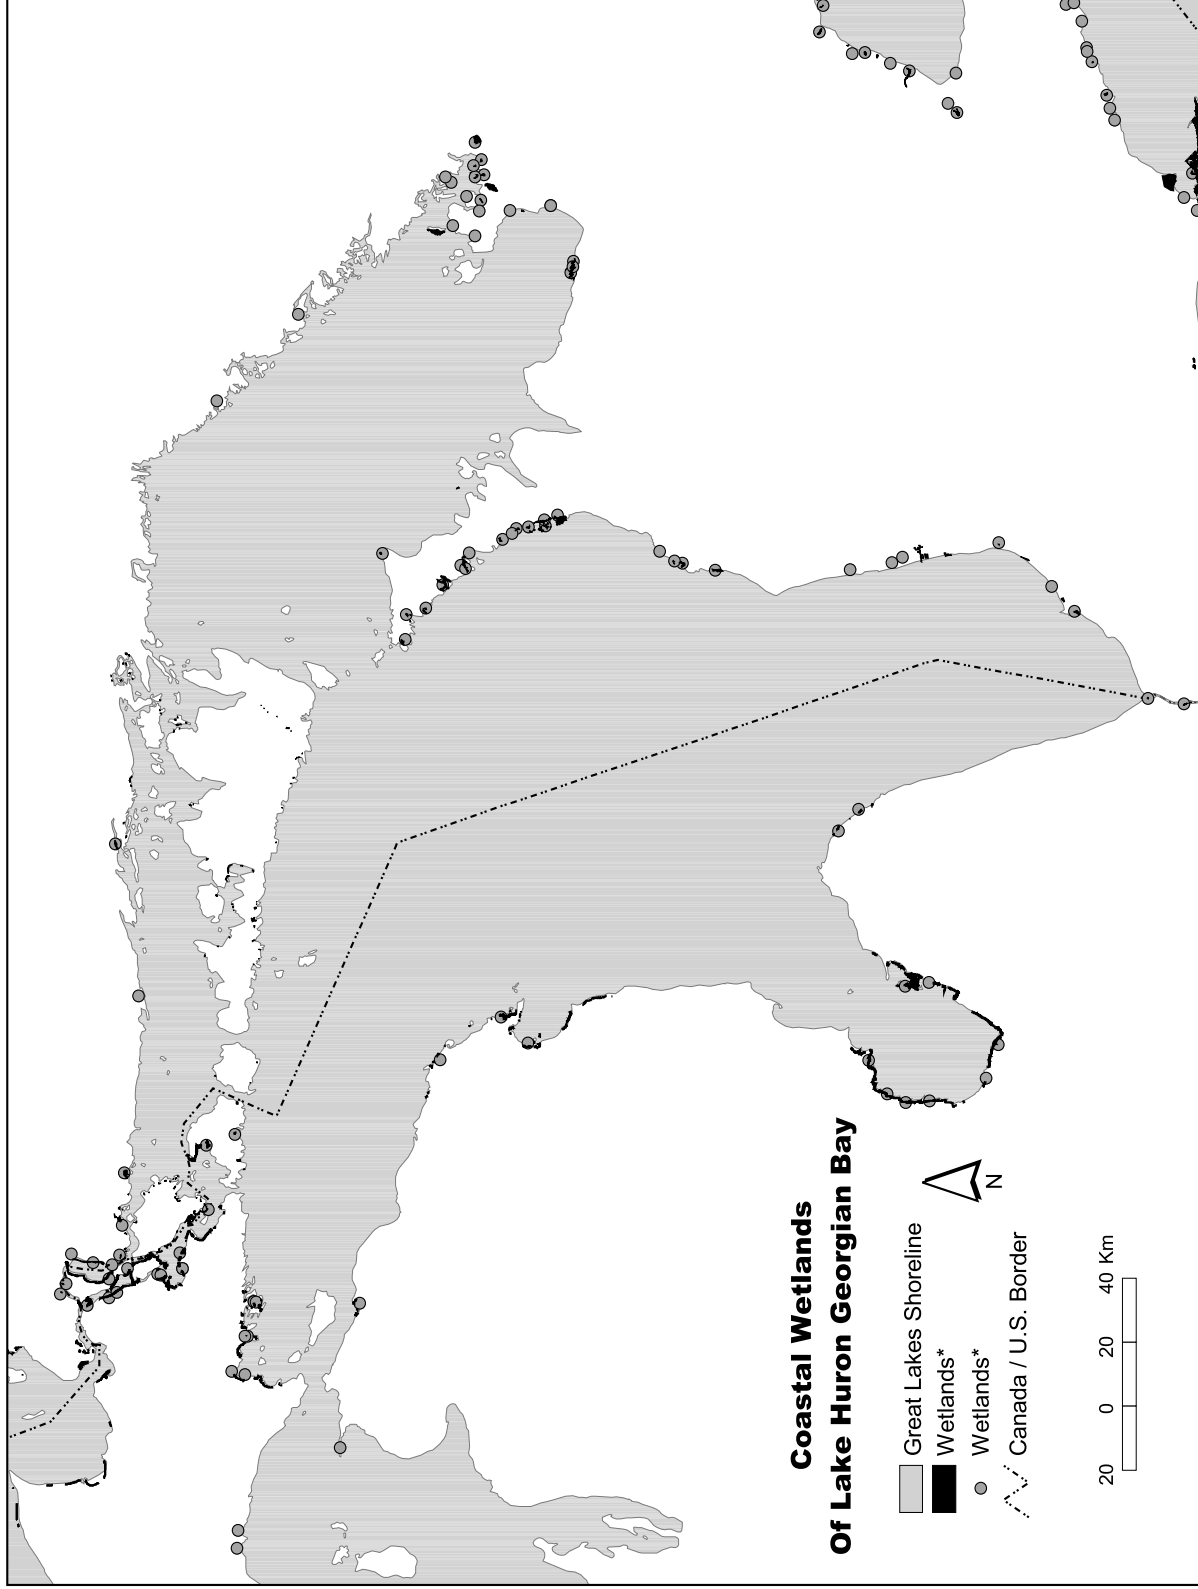 Coastal Wetlands
Of Lake Huron Georgian Bay
Great Lakes Shoreline
Wetlands*
Wetlands*
Canada / U.S. Border
N
20 0 20 40 Km